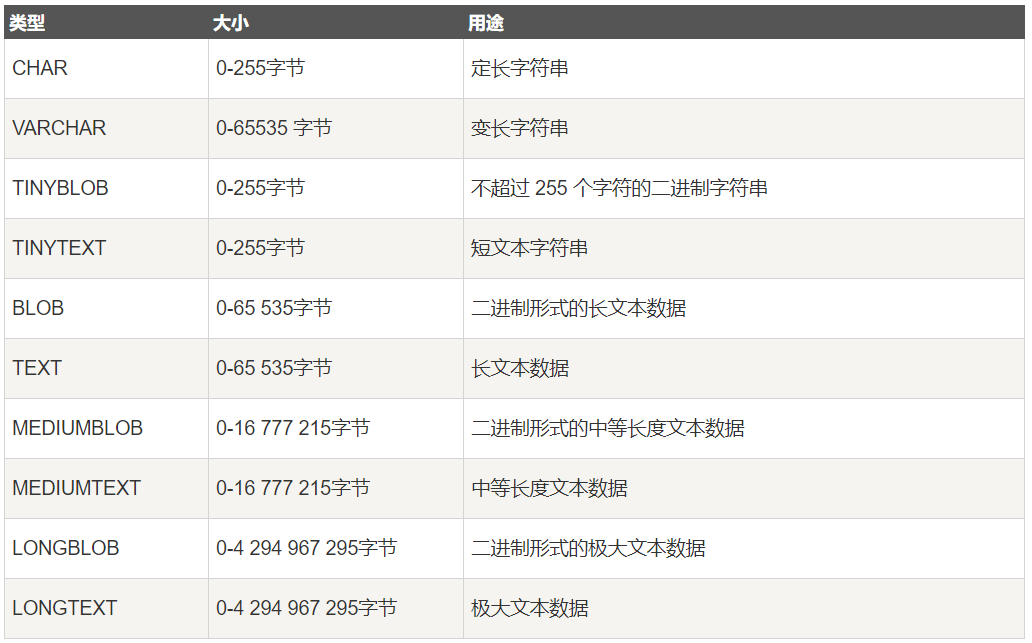 类型 大小 用途
CHAR 0-255字节 定长字符串
VARCHAR 0-65535 字节 变长字符串
TINYBLOB 0-255字节 不超过 255 个字符的二进制字符串
TINYTEXT 0-255字节 短文本字符串
BLOB 0-65 535字节 二进制形式的长文本数据
TEXT 0-65 535字节 长文本数据
MEDIUMBLOB 0-16 777 215字节 二进制形式的中等长度文本数据
MEDIUMTEXT 0-16 777 215字节 中等长度文本数据
LONGBLOB 0-4 294 967 295字节 二进制形式的极大文本数据
LONGTEXT 0-4 294 967 295字节 极大文本数据